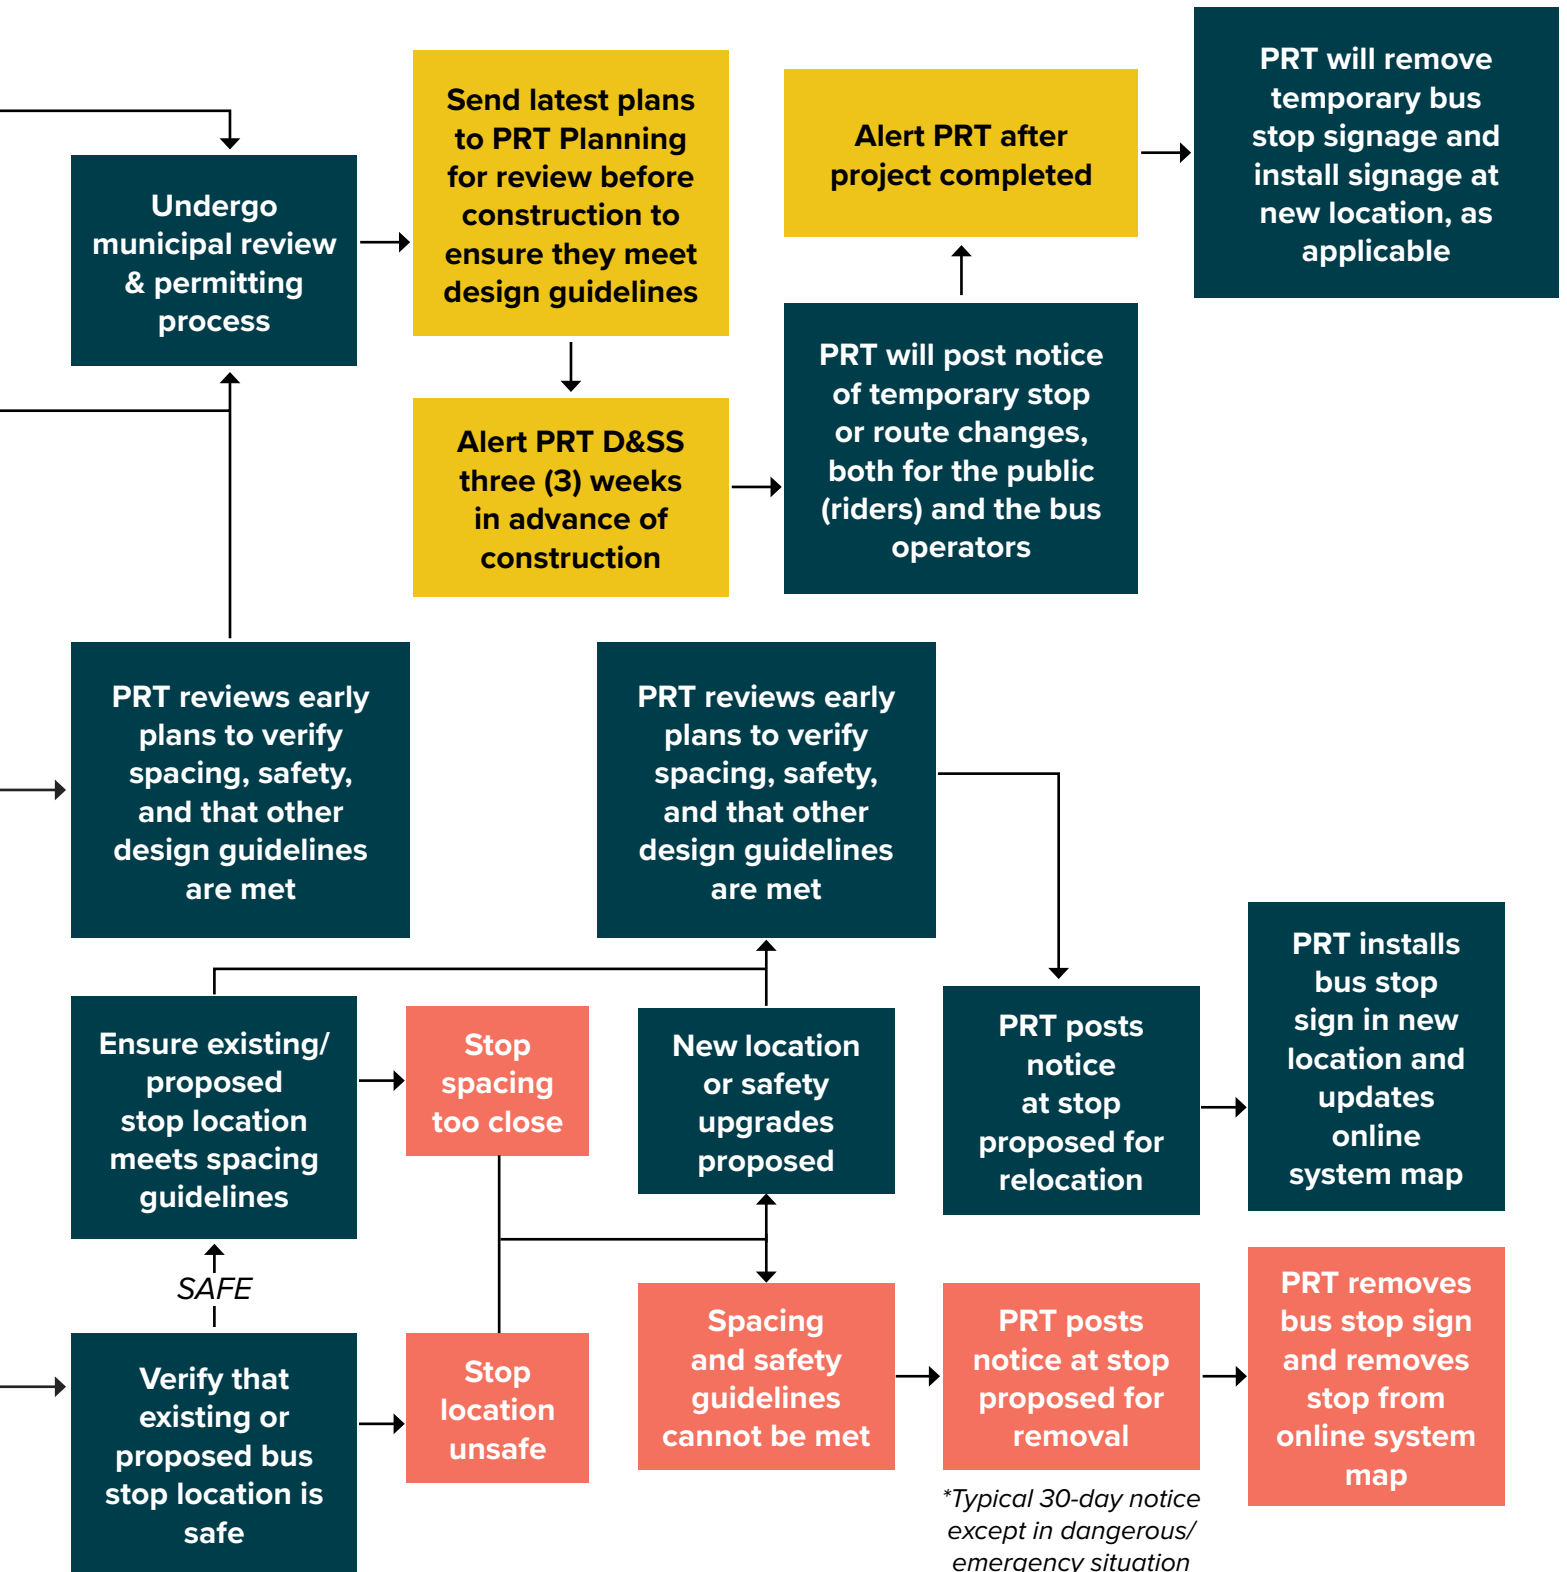 Undergo
municipal review
& permitting
process
Send latest plans
to PRT Planning
for review before
construction to
ensure they meet
design guidelines
Alert PRT D&SS
three (3) weeks
in advance of
construction
PRT will post notice
of temporary stop
or route changes,
both for the public
(riders) and the bus
operators
Alert PRT after
project completed
PRT will remove
temporary bus
stop signage and
install signage at
new location, as
applicable
PRT reviews early
plans to verify
spacing, safety,
and that other
design guidelines
are met
PRT reviews early
plans to verify
spacing, safety,
and that other
design guidelines
are met
Ensure existing/
proposed
stop location
meets spacing
guidelines
Stop
spacing
too close
New location
or safety
upgrades
proposed
PRT posts
notice
at stop
proposed for
relocation
PRT installs
bus stop
sign in new
location and
updates
online
system map
SAFE
Verify that
existing or
proposed bus
stop location is
safe
Stop
location
unsafe
Spacing
and safety
guidelines
cannot be met
PRT posts
notice at stop
proposed for
removal
PRT removes
bus stop sign
and removes
stop from
online system
map
*Typical 30-day notice
except in dangerous/
emergency situation